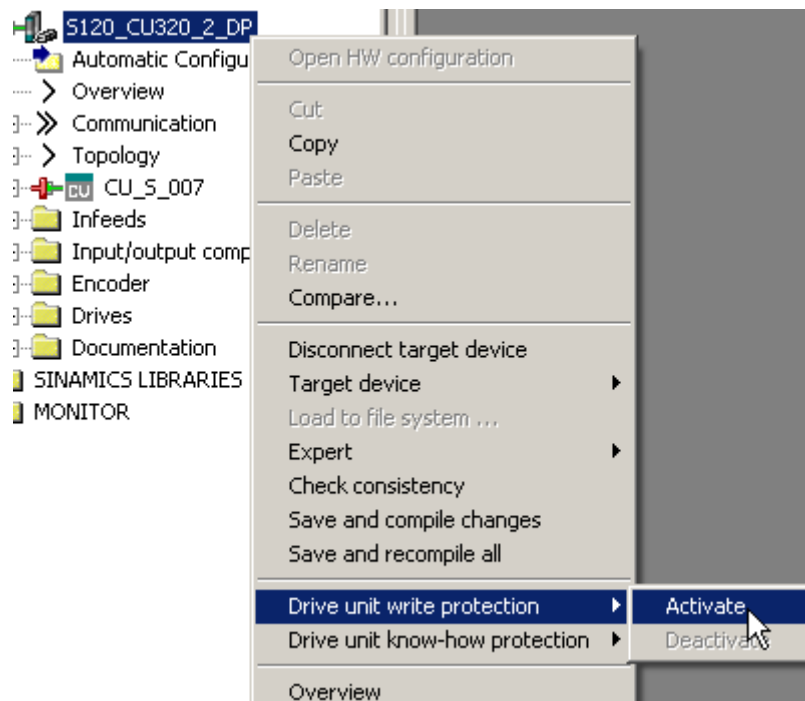 S120_CU320_2_DP
Automatic Configu
Overview
Communication
Topology
CU CU_S_007
Infeeds
Input/output comp
Encoder
Drives
Documentation
SINAMICS LIBRARIES
MONITOR
Open HW configuration
Cut
Copy
Paste
Delete
Rename
Compare...
Disconnect target device
Target device
Load to file system ...
Expert
Check consistency
Save and compile changes
Save and recompile all
Drive unit write protection
Drive unit know-how protection
Overview
Activate
Deactivate